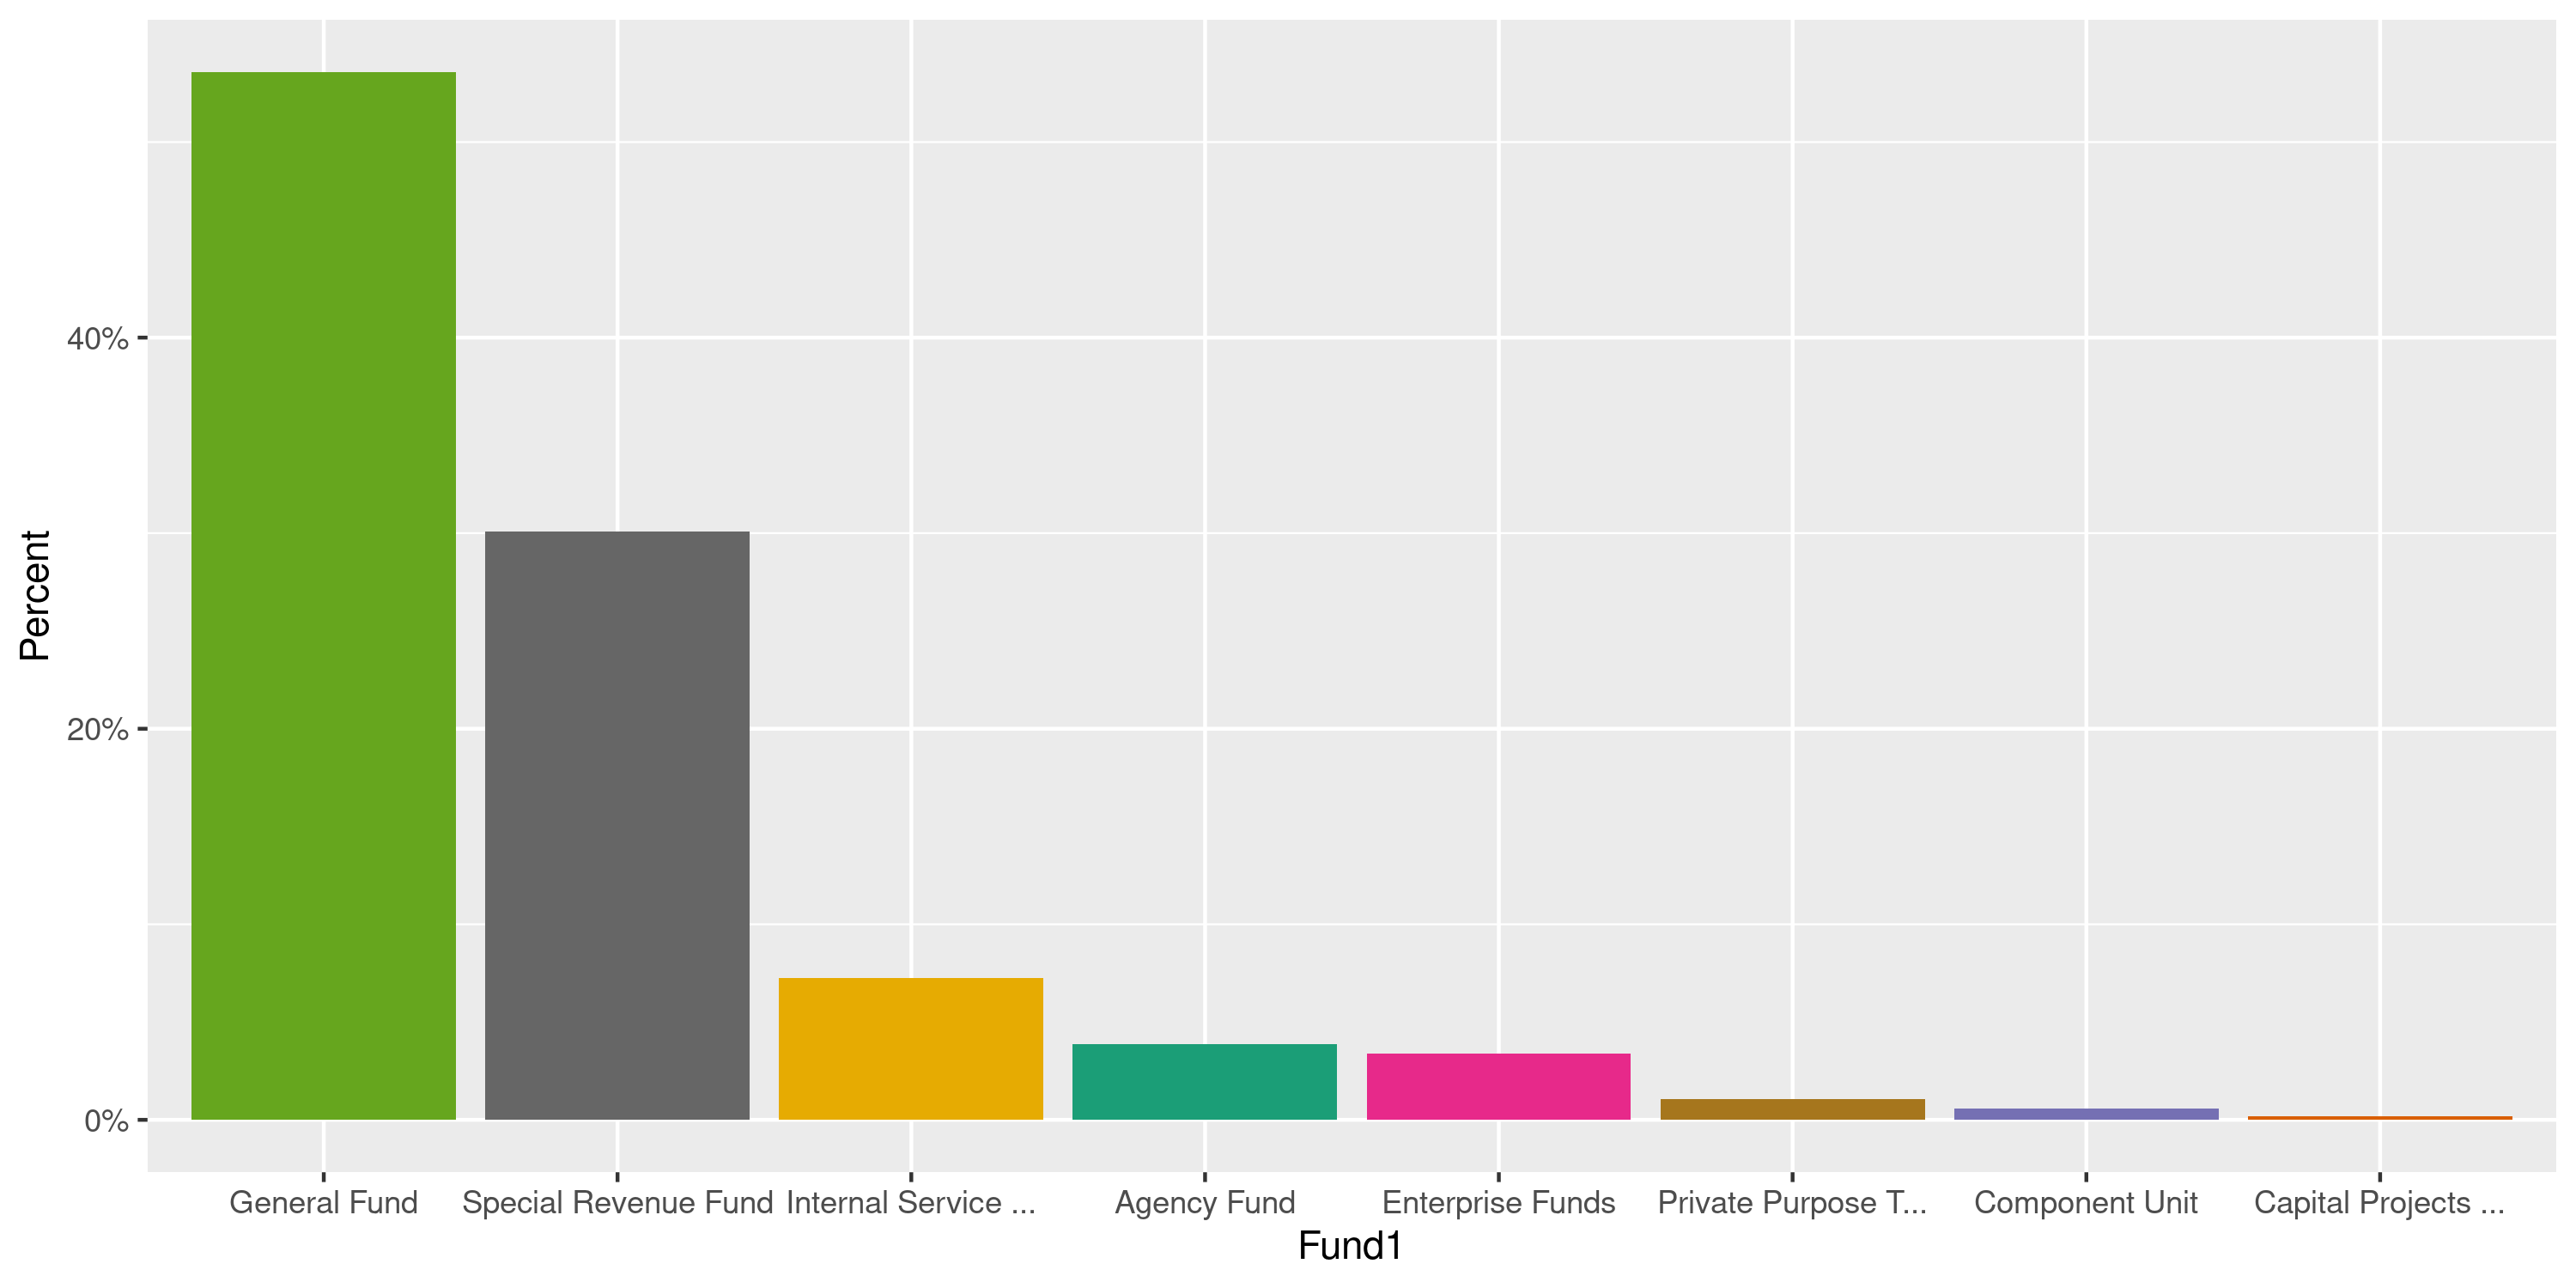 Percent
40%
20%
0%
General Fund
Special Revenue Fund
Internal Service ...
Agency Fund
Enterprise Funds
Private Purpose T...
Component Unit
Capital Projects ...
Fund1